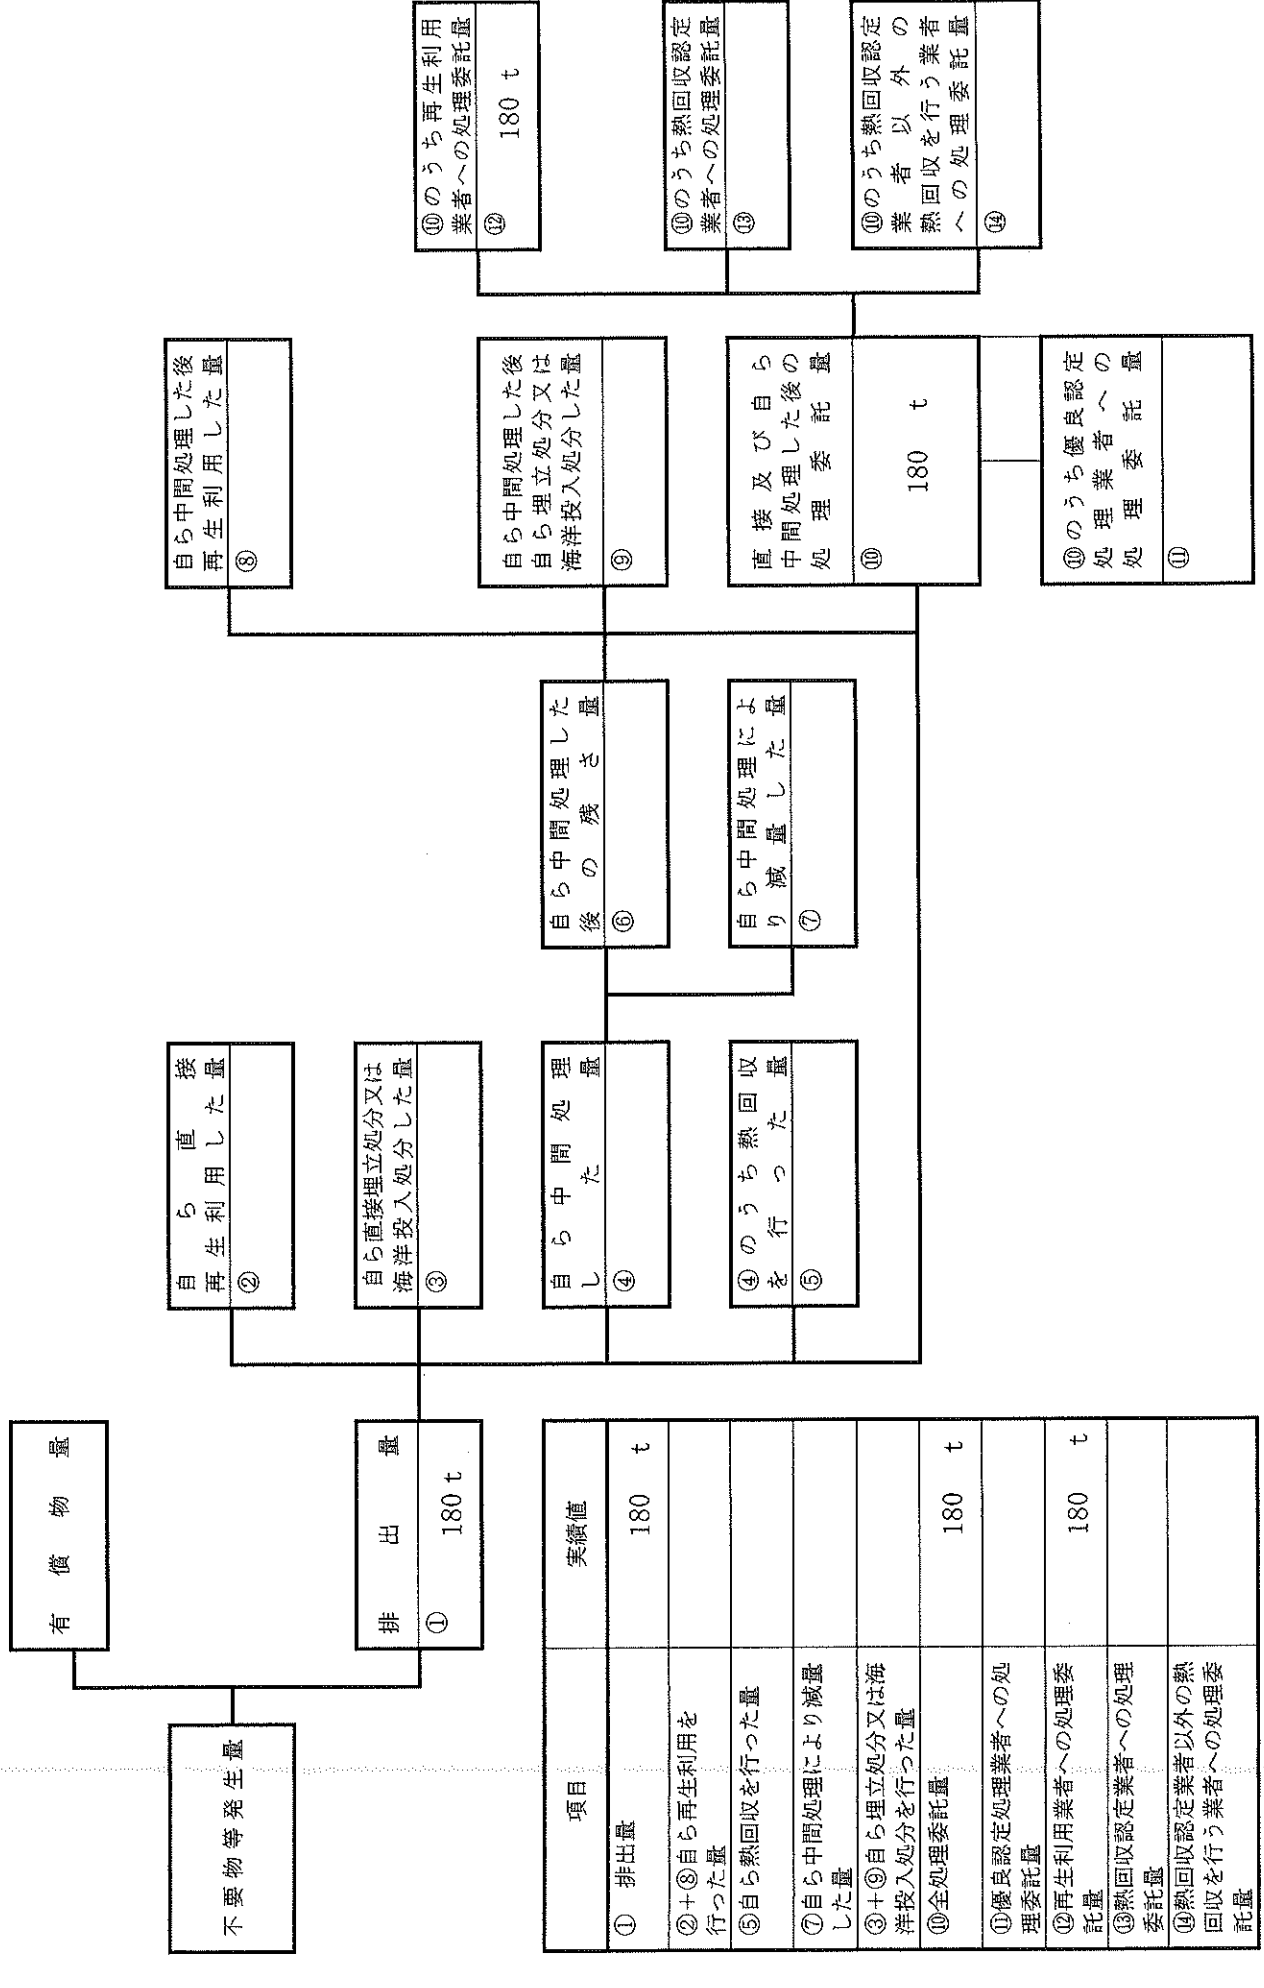 不要物等発生量
有償物量
排出量
①
180 t
自ら直接
再生利用した量
②
自ら直接埋立処分又は
海洋投入処分した量
③
自ら中間処理
した量
④
④のうち熱回収
を行った量
⑤
自ら中間処理した
後の残さ量
⑥
自ら中間処理によ
り減量した量
⑦
自ら中間処理した後
再生利用した量
⑧
自ら中間処理した後
自ら埋立処分又は
海洋投入処分した量
⑨
直接及び自ら
中間処理した後の
処理委託量
⑩
180 t
⑩のうち優良認定
処理業者への
処理委託量
⑪
⑩のうち再生利用
業者への処理委託量
⑫
180 t
⑩のうち熱回収認定
業者への処理委託量
⑬
⑩のうち熱回収認定
業者以外の
熱回収を行う業者
への処理委託量
⑭
項目 実績値
① 排出量 180 t
②+⑧自ら再生利用を
行った量
⑤自ら熱回収を行った量
⑦自ら中間処理により減量
した量
③+⑨自ら埋立処分又は海
洋投入処分を行った量
⑩全処理委託量 180 t
⑪優良認定処理業者への処
理委託量
⑫再生利用業者への処理委
託量 180 t
⑬熱回収認定業者への処理
委託量
⑭熱回収認定業者以外の熱
回収を行う業者への処理委
託量